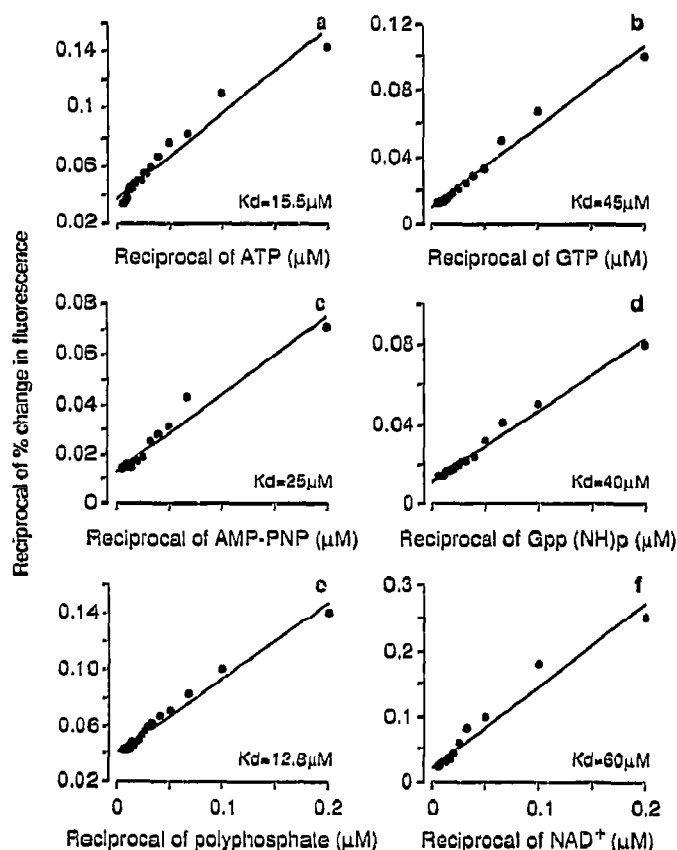 a
0.14
0.1
0.06
0.02
Kd=15.5µM
Reciprocal of ATP (µM)
b
0.12
0.08
0.04
0
Kd=45µM
Reciprocal of GTP (µM)
Reciprocal of % change in fluorescence
c
0.08
0.06
0.04
0.02
0
Kd=25µM
Reciprocal of AMP-PNP (µM)
d
0.08
0.04
0
Kd=40µM
Reciprocal of Gpp (NH)p (µM)
e
0.14
0.10
0.06
0.02
Kd=12.8µM
0 0.1 0.2
Reciprocal of polyphosphate (µM)
f
0.3
0.2
0.1
0
Kd=60µM
0 0.1 0.2
Reciprocal of NAD+ (µM)